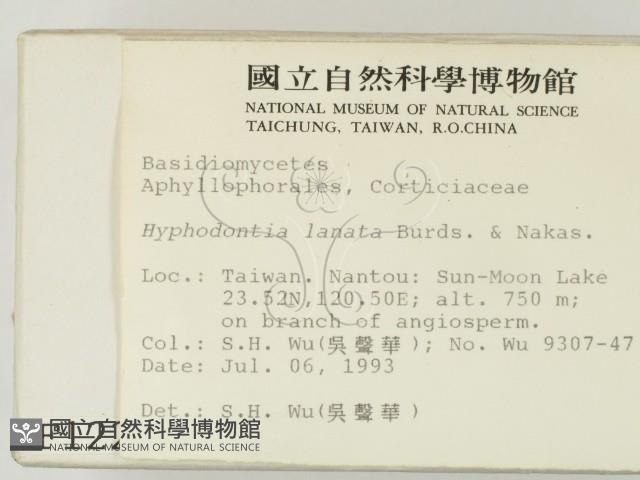 國立自然科學博物館
NATIONAL MUSEUM OF NATURAL SCIENCE
TAICHUNG, TAIWAN, R.O.CHINA
Basidiomycetes
Aphyllophorales, Corticiaceae
Hyphodontia lanata Burds. & Nakas.
Loc.: Taiwan. Nantou: Sun-Moon Lake
23.52N,120.50E; alt. 750 m;
on branch of angiosperm.
Col.: S.H. Wu(吳聲華); No. Wu 9307-47
Date: Jul. 06, 1993
Det.: S.H. Wu(吳聲華)
國立自然科學博物館
NATIONAL MUSEUM OF NATURAL SCIENCE